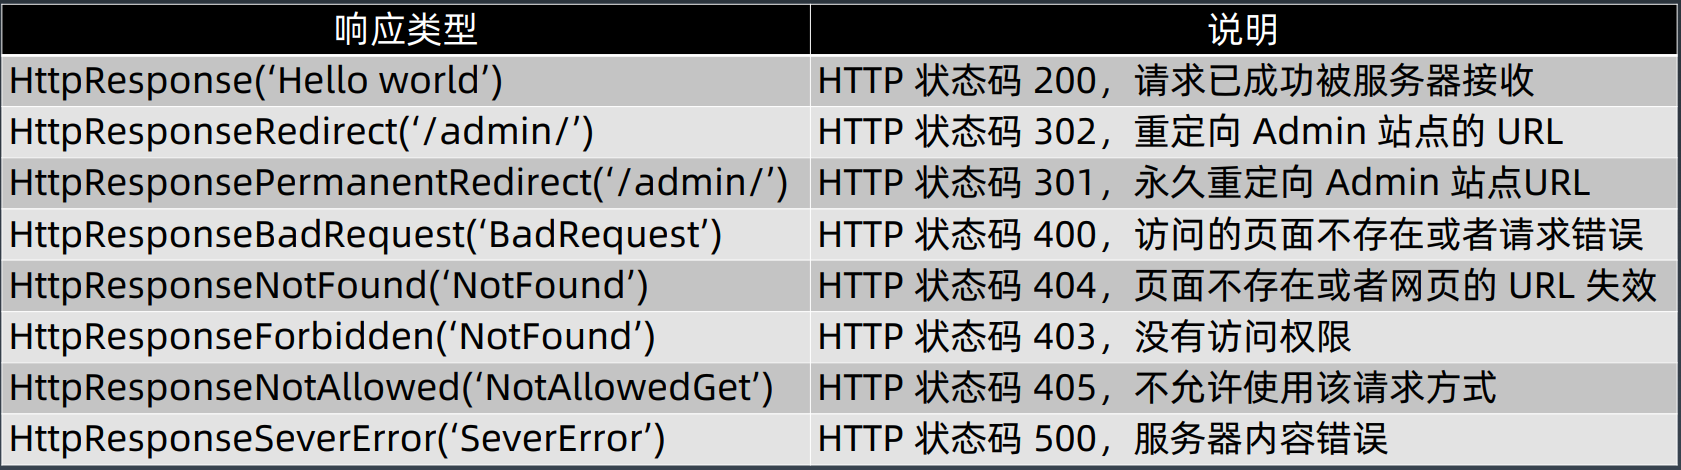 响应类型 说明
HttpResponse(‘Hello world’) HTTP 状态码 200，请求已成功被服务器接收
HttpResponseRedirect(‘/admin/’) HTTP 状态码 302，重定向 Admin 站点的 URL
HttpResponsePermanentRedirect(‘/admin/’) HTTP 状态码 301，永久重定向 Admin 站点URL
HttpResponseBadRequest(‘BadRequest’) HTTP 状态码 400，访问的页面不存在或者请求错误
HttpResponseNotFound(‘NotFound’) HTTP 状态码 404，页面不存在或者网页的 URL 失效
HttpResponseForbidden(‘NotFound’) HTTP 状态码 403，没有访问权限
HttpResponseNotAllowed(‘NotAllowedGet’) HTTP 状态码 405，不允许使用该请求方式
HttpResponseSeverError(‘SeverError’) HTTP 状态码 500，服务器内容错误